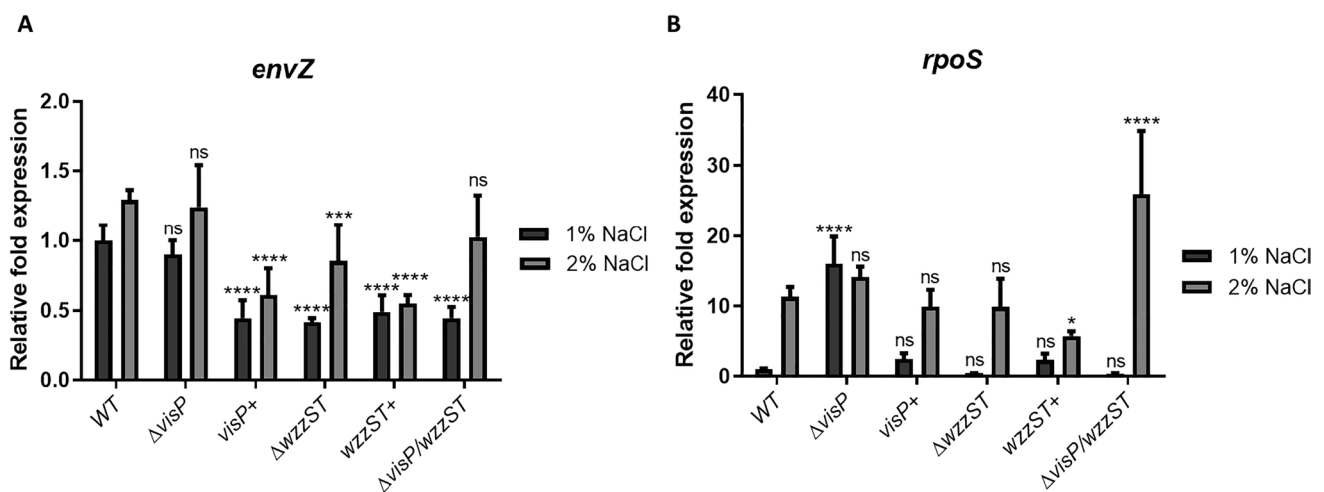 A
envZ
Relative fold expression
2.0
1.5
1.0
0.5
0.0
ns
ns
****
****
****
***
****
****
****
ns
WT
ΔvisP
visP+
ΔwzzST
wzzST+
ΔvisP/wzzST
1% NaCl
2% NaCl
B
rpoS
Relative fold expression
40
30
20
10
0
****
ns
ns
ns
ns
ns
ns
*
ns
****
WT
ΔvisP
visP+
ΔwzzST
wzzST+
ΔvisP/wzzST
1% NaCl
2% NaCl